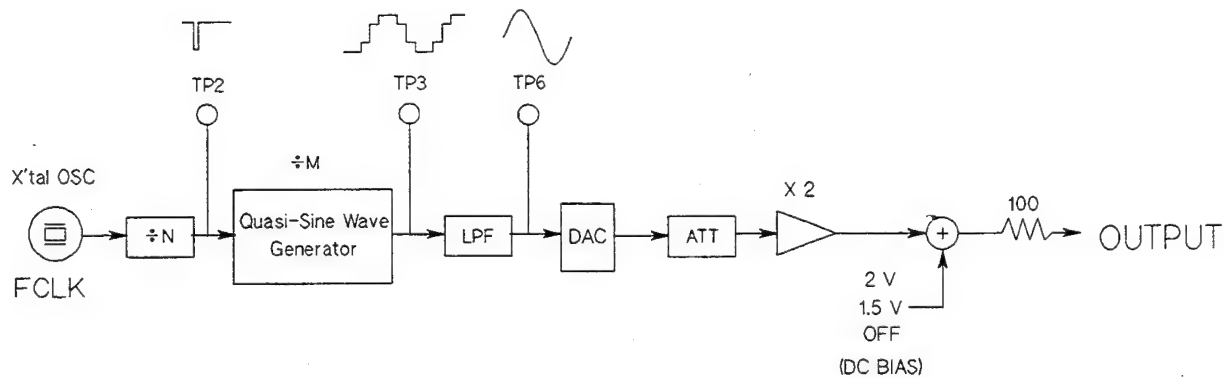 TP2
TP3
TP6
X'tal OSC
÷N
÷M
Quasi-Sine Wave
Generator
LPF
DAC
ATT
X 2
+
100
OUTPUT
FCLK
2 V
1.5 V
OFF
(DC BIAS)